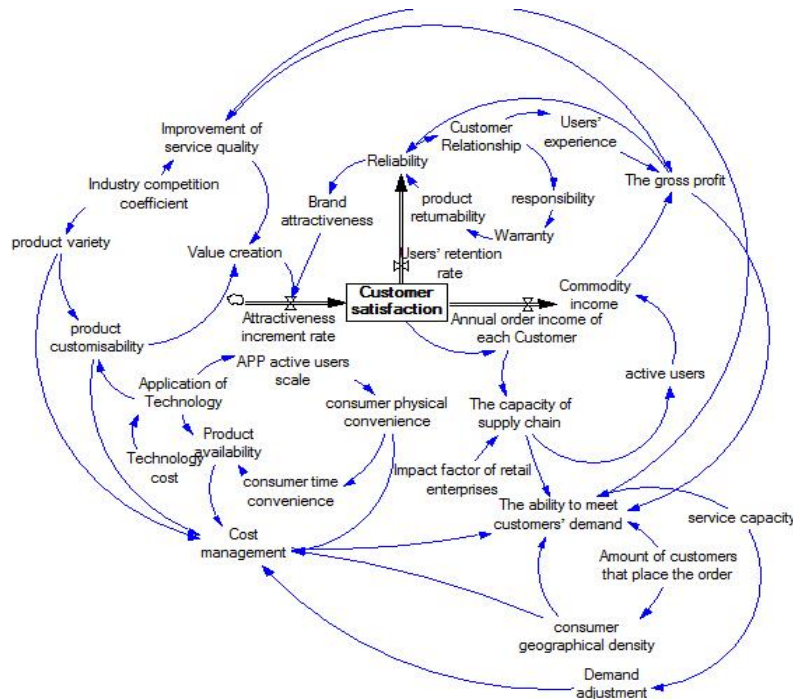 Improvement of
service quality
Customer
Relationship
Users'
experience
Reliability
The gross profit
Industry competition
coefficient
Brand
attractiveness
product
returnability
responsibility
Warranty
product variety
Value creation
Users' retention
rate
Commodity
income
Customer
satisfaction
Attractiveness
increment rate
Annual order income of
each Customer
product
customisability
APP active users
scale
active users
Application of
Technology
consumer physical
convenience
The capacity of
supply chain
Product
availability
Technology
cost
consumer time
convenience
Impact factor of retail
enterprises
The ability to meet
customers' demand
service capacity
Cost
management
Amount of customers
that place the order
consumer
geographical density
Demand
adjustment